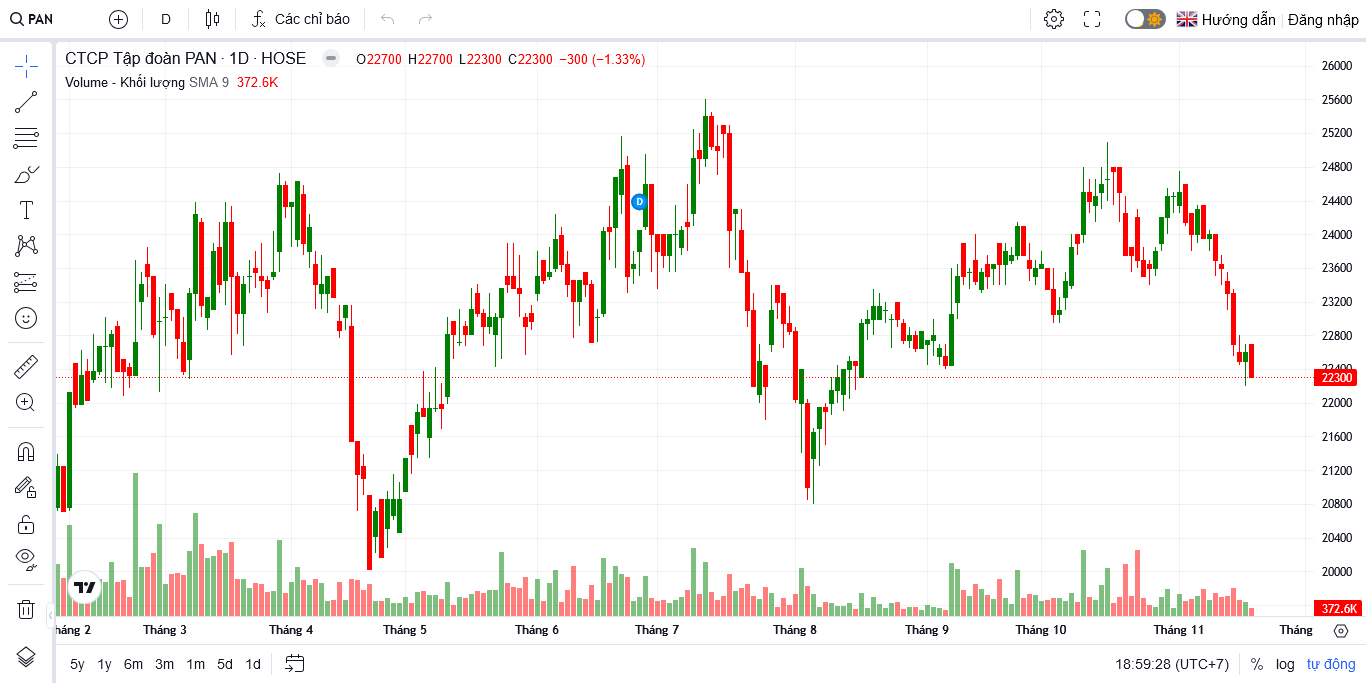 PAN D Các chỉ báo Hướng dẫn Đăng nhập
CTCP Tập đoàn PAN · 1D · HOSE O22700 H22700 L22300 C22300 −300 (−1.33%)
Volume - Khối lượng SMA 9 372.6K
26000
25600
25200
24800
24400
D
24000
23600
23200
22800
22400
22300
22000
21600
21200
20800
20400
20000
372.6K
háng 2 Tháng 3 Tháng 4 Tháng 5 Tháng 6 Tháng 7 Tháng 8 Tháng 9 Tháng 10 Tháng 11 Tháng
5y 1y 6m 3m 1m 5d 1d 18:59:28 (UTC+7) % log tự động